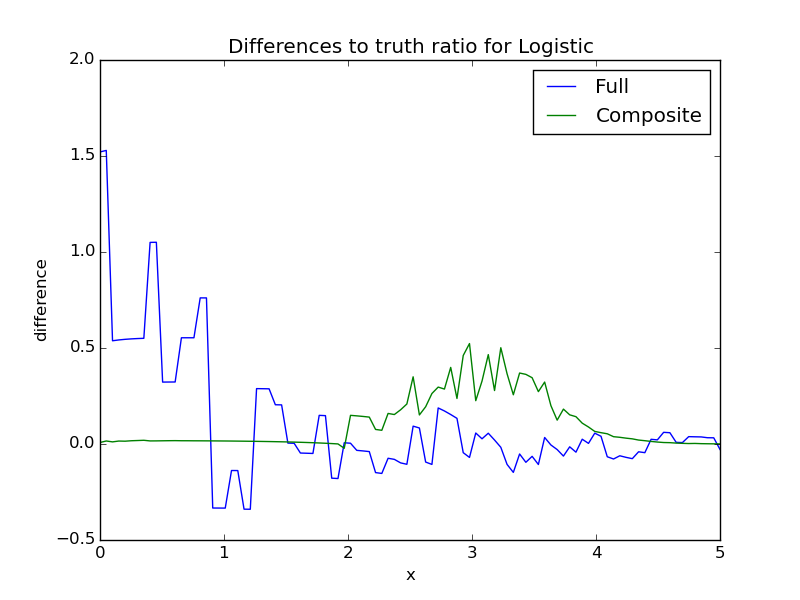 Differences to truth ratio for Logistic
Full
Composite
2.0
1.5
1.0
0.5
0.0
−0.5
difference
0 1 2 3 4 5
x